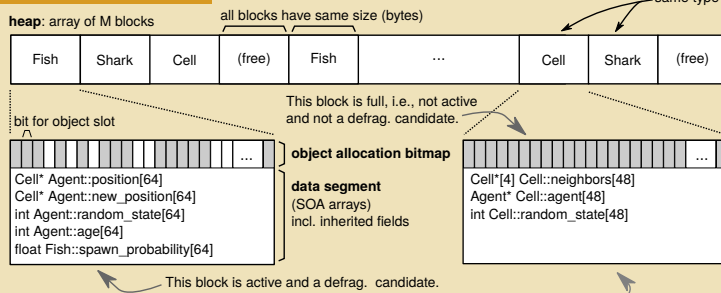 same type
heap: array of M blocks
all blocks have same size (bytes)
Fish Shark Cell (free) Fish ... Cell Shark (free)
This block is full, i.e., not active
and not a defrag. candidate.
bit for object slot
...
object allocation bitmap
...
Cell* Agent::position[64]
Cell* Agent::new_position[64]
int Agent::random_state[64]
int Agent::age[64]
float Fish::spawn_probability[64]
data segment
(SOA arrays)
incl. inherited fields
Cell*[4] Cell::neighbors[48]
Agent* Cell::agent[48]
int Cell::random_state[48]
This block is active and a defrag. candidate.